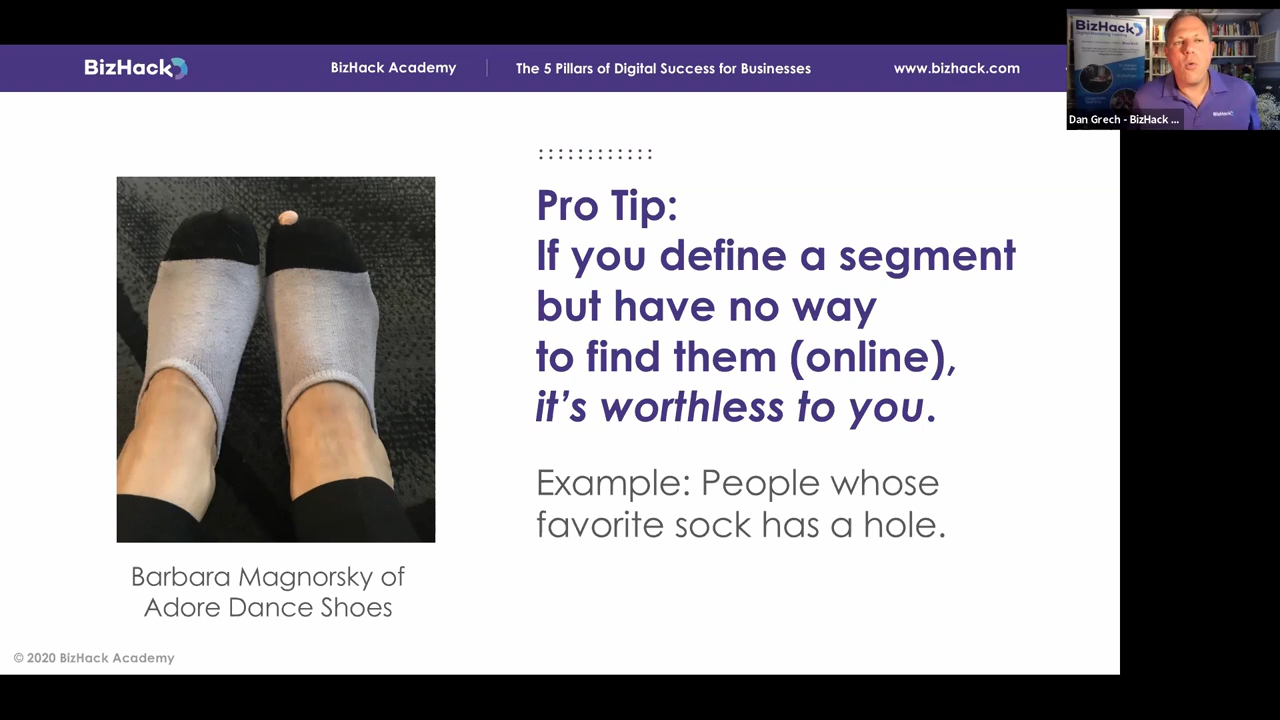 BizHack
BizHack Academy
The 5 Pillars of Digital Success for Businesses
www.bizhack.com
BizHack
Dan Grech - BizHack ...
BizHack
Pro Tip:
If you define a segment
but have no way
to find them (online),
it's worthless to you.
Example: People whose
favorite sock has a hole.
Barbara Magnorsky of
Adore Dance Shoes
© 2020 BizHack Academy